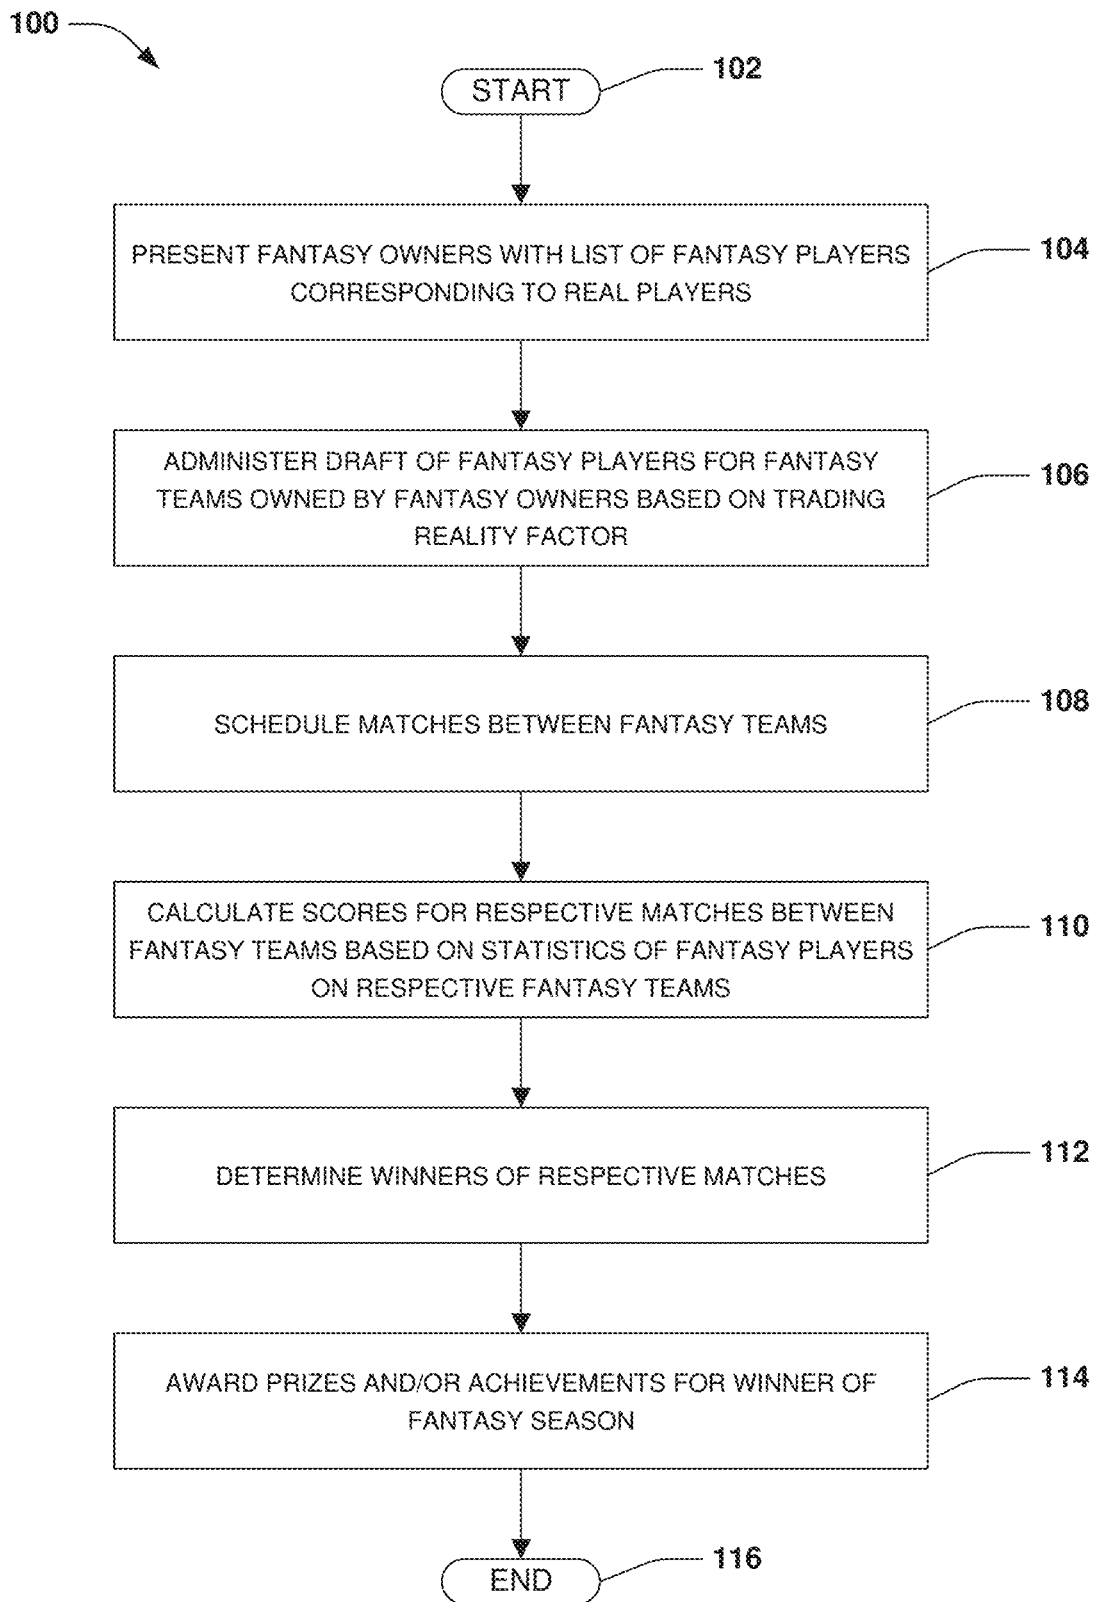 100
START
102
PRESENT FANTASY OWNERS WITH LIST OF FANTASY PLAYERS
CORRESPONDING TO REAL PLAYERS
104
ADMINISTER DRAFT OF FANTASY PLAYERS FOR FANTASY
TEAMS OWNED BY FANTASY OWNERS BASED ON TRADING
REALITY FACTOR
106
SCHEDULE MATCHES BETWEEN FANTASY TEAMS
108
CALCULATE SCORES FOR RESPECTIVE MATCHES BETWEEN
FANTASY TEAMS BASED ON STATISTICS OF FANTASY PLAYERS
ON RESPECTIVE FANTASY TEAMS
110
DETERMINE WINNERS OF RESPECTIVE MATCHES
112
AWARD PRIZES AND/OR ACHIEVEMENTS FOR WINNER OF
FANTASY SEASON
114
END
116